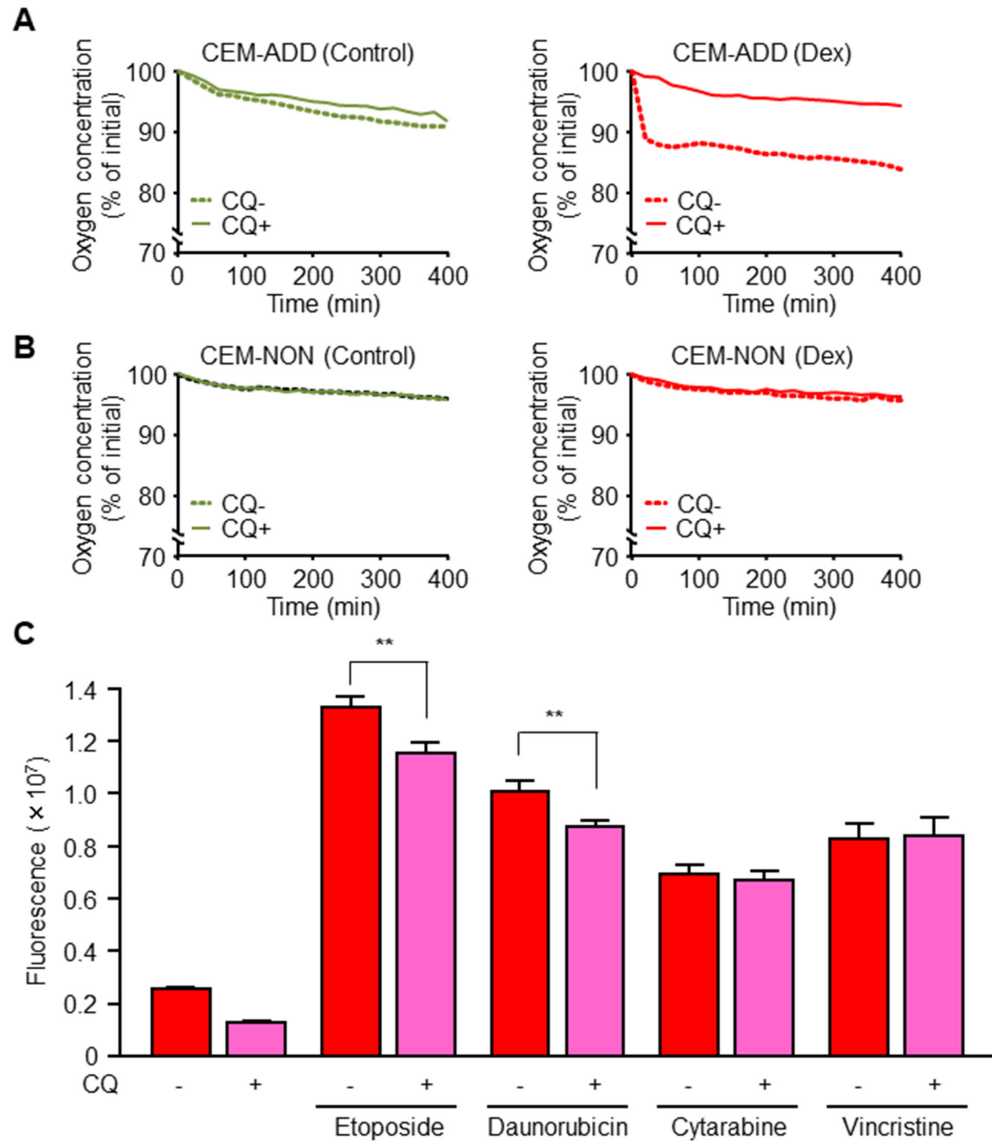 A
CEM-ADD (Control)
Oxygen concentration
(% of initial)
100
90
80
70
CQ-
CQ+
0 100 200 300 400
Time (min)
CEM-ADD (Dex)
Oxygen concentration
(% of initial)
100
90
80
70
CQ-
CQ+
0 100 200 300 400
Time (min)
B
CEM-NON (Control)
Oxygen concentration
(% of initial)
100
90
80
70
CQ-
CQ+
0 100 200 300 400
Time (min)
CEM-NON (Dex)
Oxygen concentration
(% of initial)
100
90
80
70
CQ-
CQ+
0 100 200 300 400
Time (min)
C
Fluorescence (×10⁷)
1.4
1.2
1.0
0.8
0.6
0.4
0.2
0
**
**
CQ - + - + - + - + - +
Etoposide Daunorubicin Cytarabine Vincristine